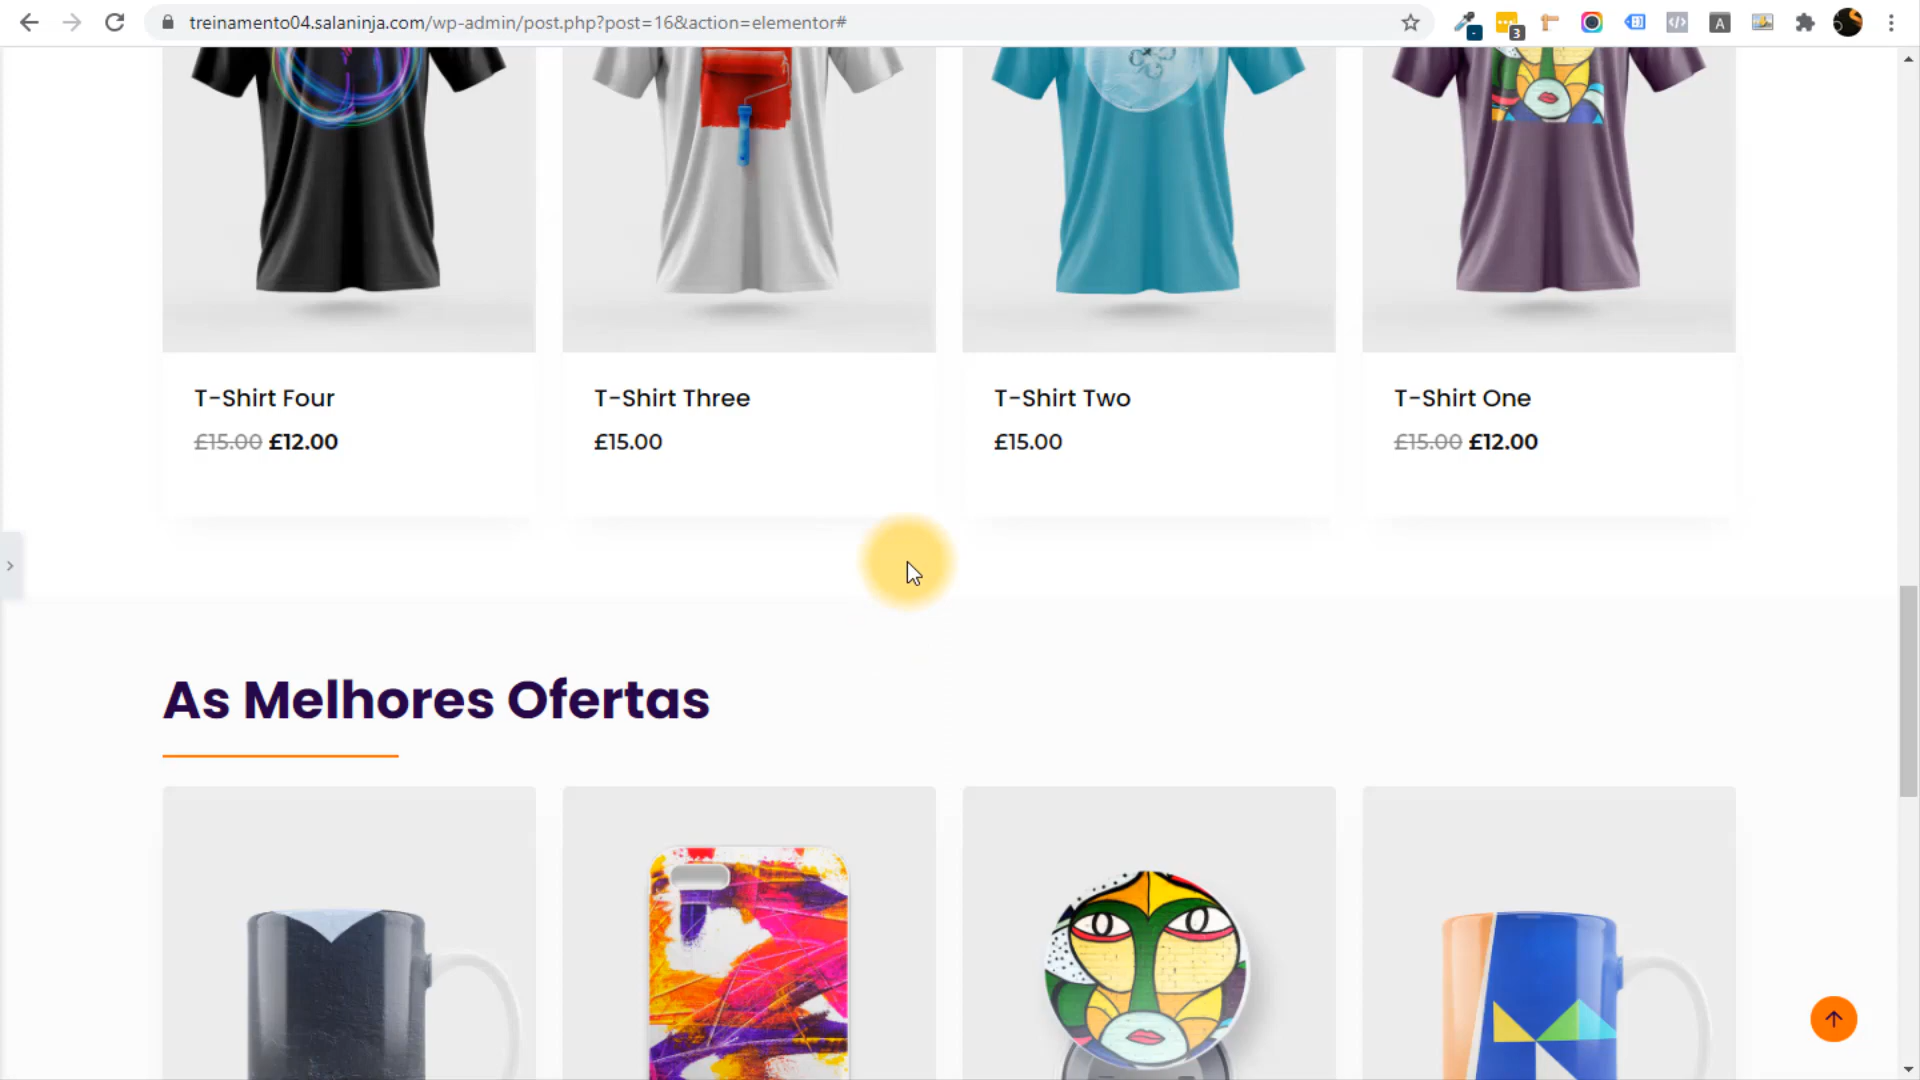 treinamento04.salaninja.com/wp-admin/post.php?post=16&action=elementor#
3
A
T-Shirt Four
T-Shirt Three
T-Shirt Two
T-Shirt One
£15.00 £12.00
£15.00
£15.00
£15.00 £12.00
As Melhores Ofertas